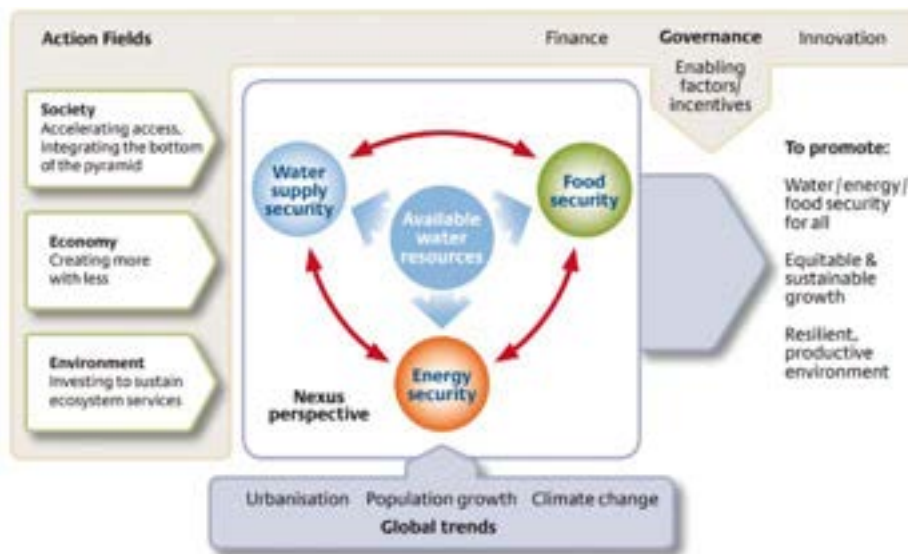 Action Fields
Finance
Governance
Innovation
Enabling
factors/
incentives
Society
Accelerating access,
integrating the bottom
of the pyramid
Economy
Creating more
with less
Environment
Investing to sustain
ecosystem services
Water
supply
security
Food
security
Available
water
resources
Energy
security
Nexus
perspective
To promote:
Water/energy/
food security
for all
Equitable &
sustainable
growth
Resilient,
productive
environment
Urbanisation
Population growth
Climate change
Global trends